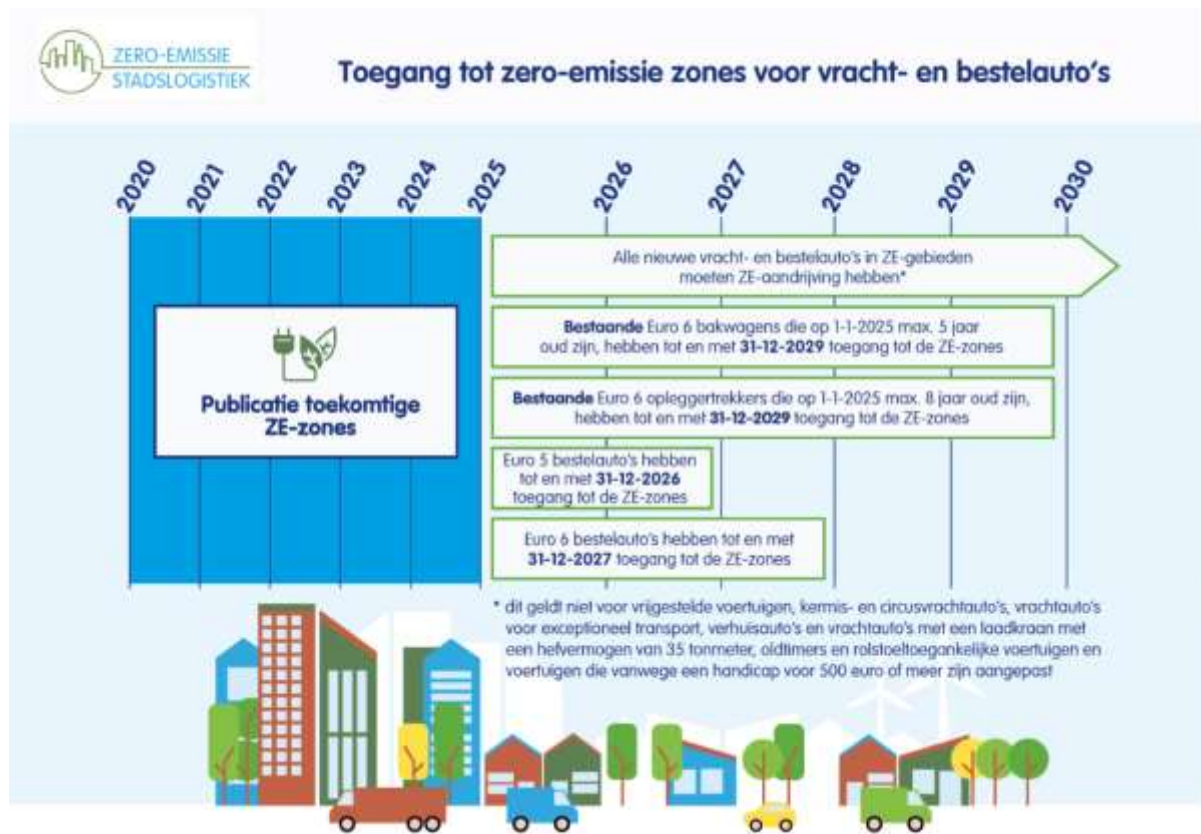 ZERO-EMISSIE
STADSLOGISTIEK
Toegang tot zero-emissie zones voor vracht- en bestelauto's
2020
2021
2022
2023
2024
2025
2026
2027
2028
2029
2030
Publicatie toekomtige
ZE-zones
Alle nieuwe vracht- en bestelauto's in ZE-gebieden
moeten ZE-aandrijving hebben*
Bestaande Euro 6 bakwagens die op 1-1-2025 max. 5 jaar
oud zijn, hebben tot en met 31-12-2029 toegang tot de ZE-zones
Bestaande Euro 6 opleggertrekkers die op 1-1-2025 max. 8 jaar oud zijn,
hebben tot en met 31-12-2029 toegang tot de ZE-zones
Euro 5 bestelauto's hebben
tot en met 31-12-2026
toegang tot de ZE-zones
Euro 6 bestelauto's hebben tot en met
31-12-2027 toegang tot de ZE-zones
* dit geldt niet voor vrijgestelde voertuigen, kermis- en circusvrachtauto's, vrachtauto's
voor exceptioneel transport, verhuisauto's en vrachtauto's met een laadkraan met
een hefvermogen van 35 tonmeter, oldtimers en rolstoeltoegankelijke voertuigen en
voertuigen die vanwege een handicap voor 500 euro of meer zijn aangepast